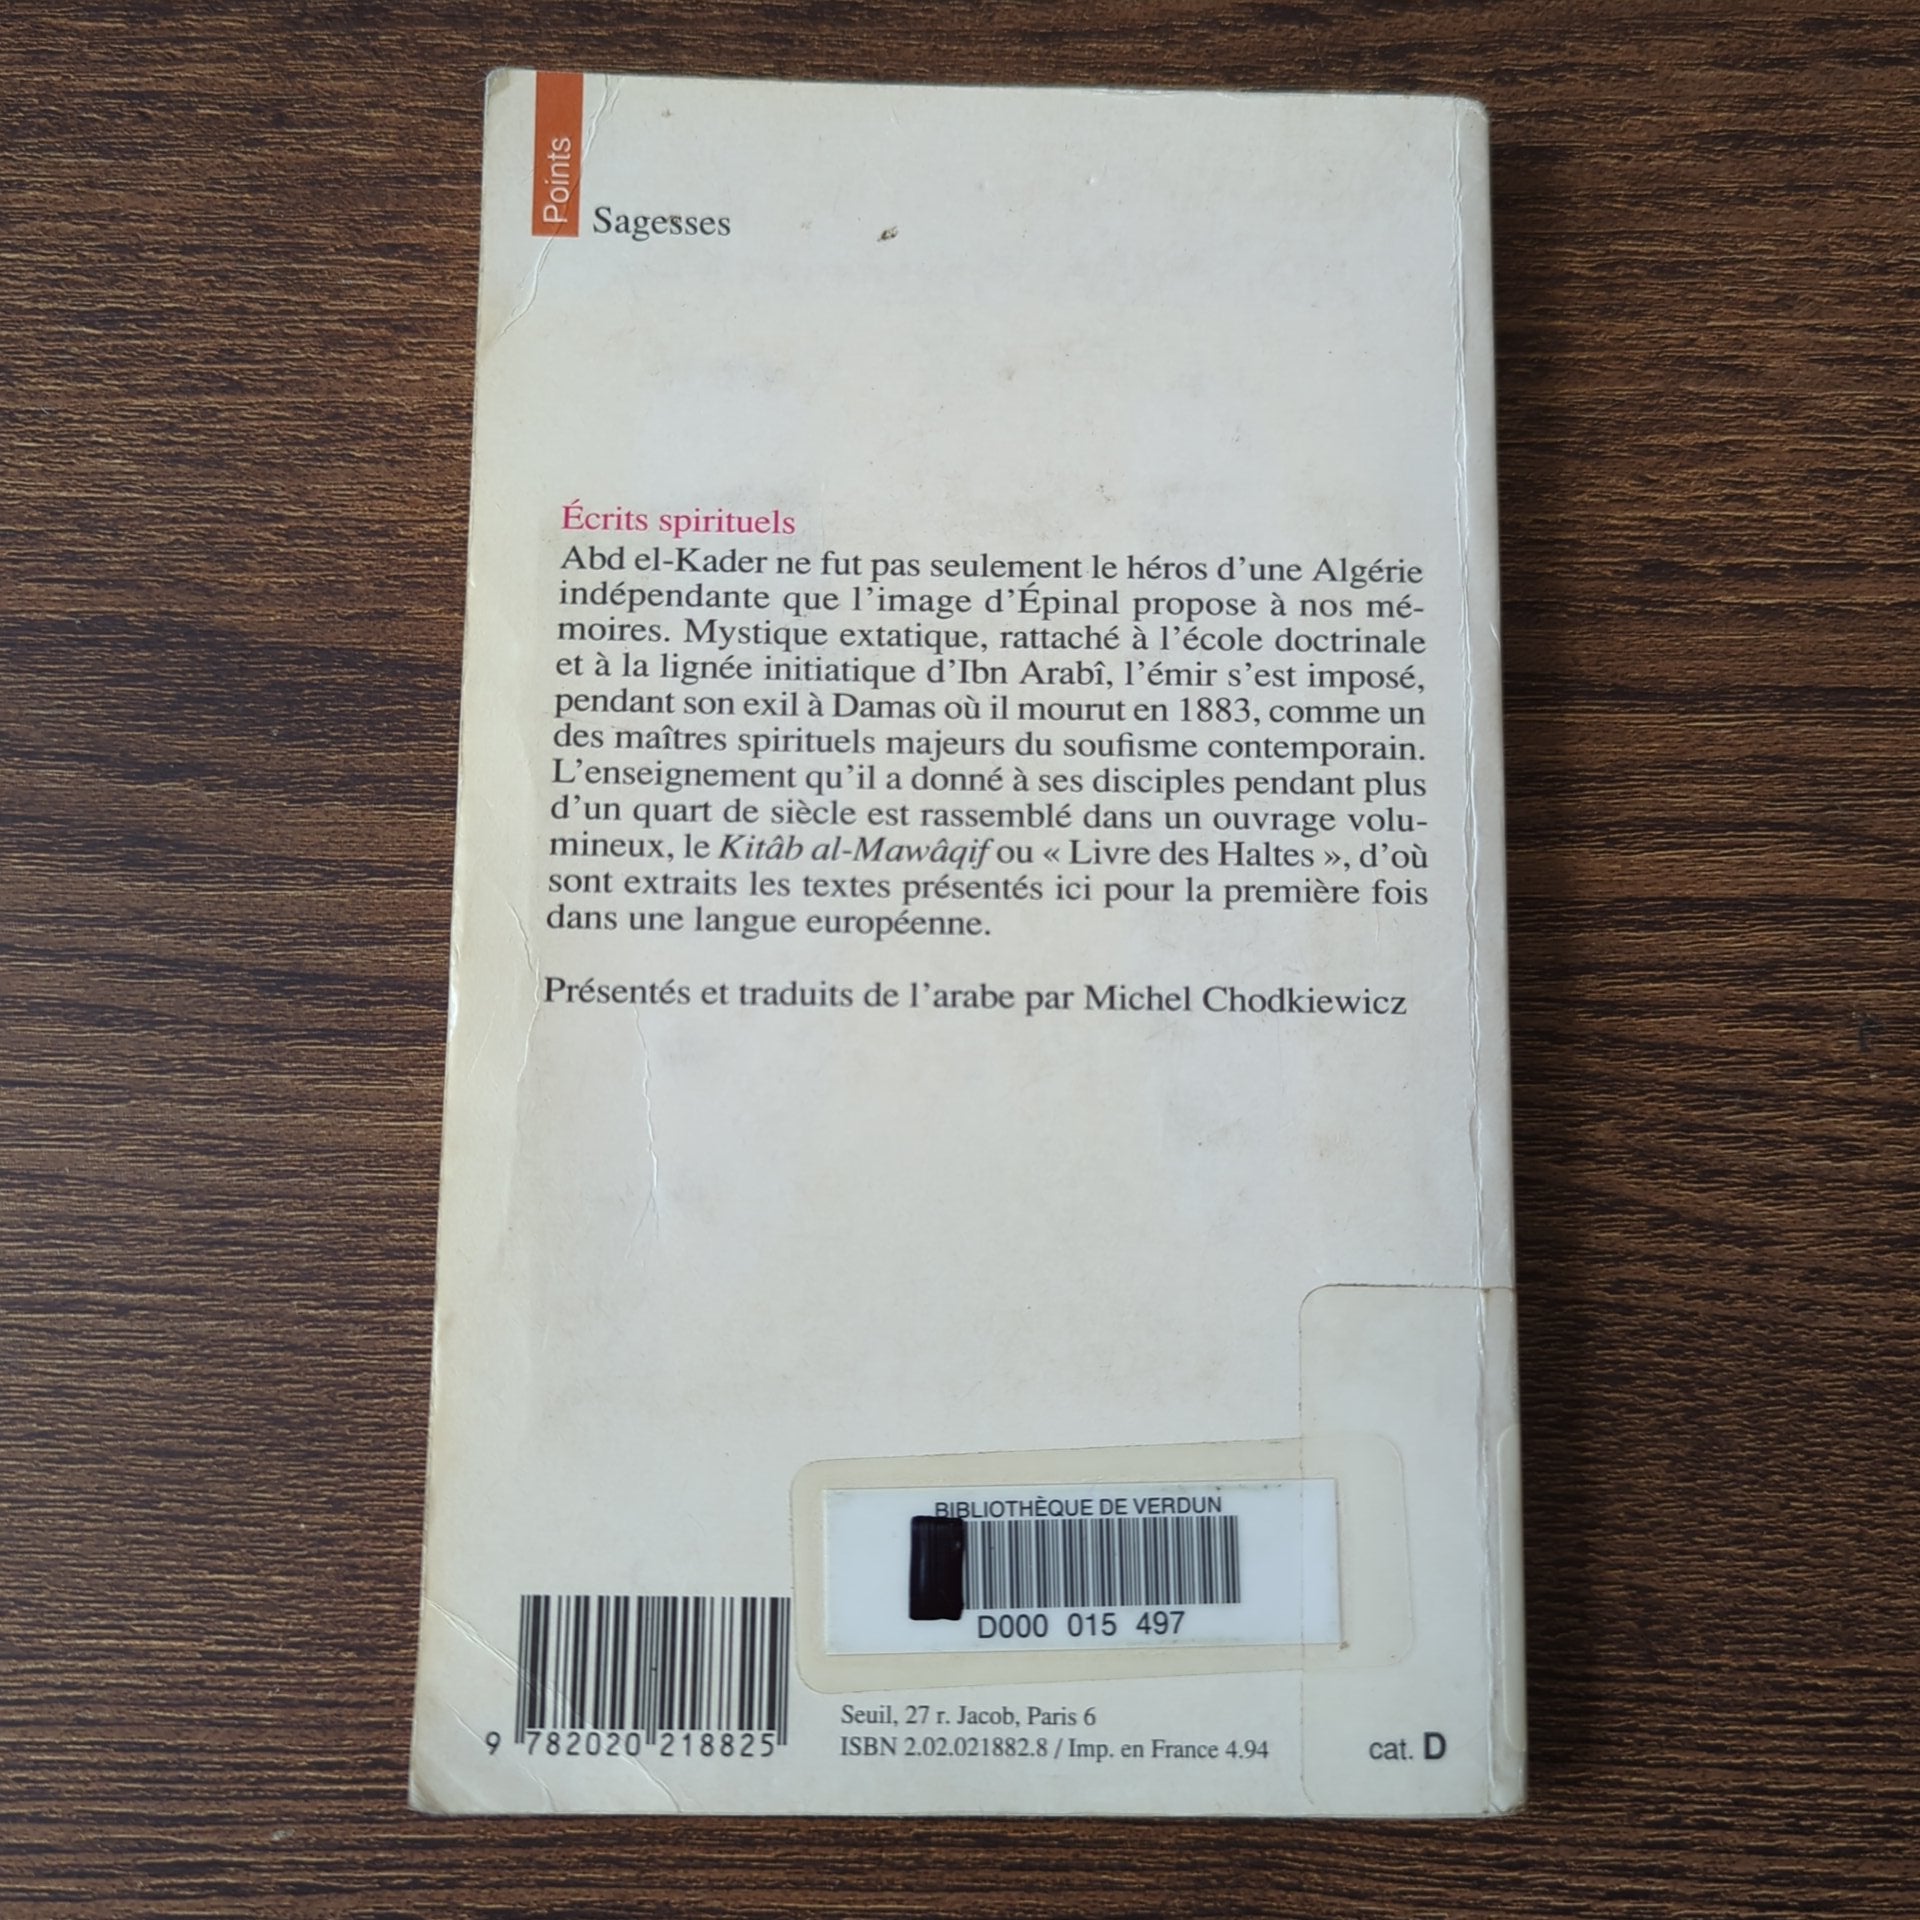 Points
Sagesses
Écrits spirituels
Abd el-Kader ne fut pas seulement le héros d'une Algérie
indépendante que l'image d'Épinal propose à nos mé-
moires. Mystique extatique, rattaché à l'école doctrinale
et à la lignée initiatique d'Ibn Arabî, l'émir s'est imposé,
pendant son exil à Damas où il mourut en 1883, comme un
des maîtres spirituels majeurs du soufisme contemporain.
L'enseignement qu'il a donné à ses disciples pendant plus
d'un quart de siècle est rassemblé dans un ouvrage volu-
mineux, le Kitâb al-Mawâqif ou « Livre des Haltes », d'où
sont extraits les textes présentés ici pour la première fois
dans une langue européenne.
Présentés et traduits de l'arabe par Michel Chodkiewicz
BIBLIOTHÈQUE DE VERDUN
D000 015 497
9 782020 218825
Seuil, 27 r. Jacob, Paris 6
ISBN 2.02.021882.8 / Imp. en France 4.94
cat. D